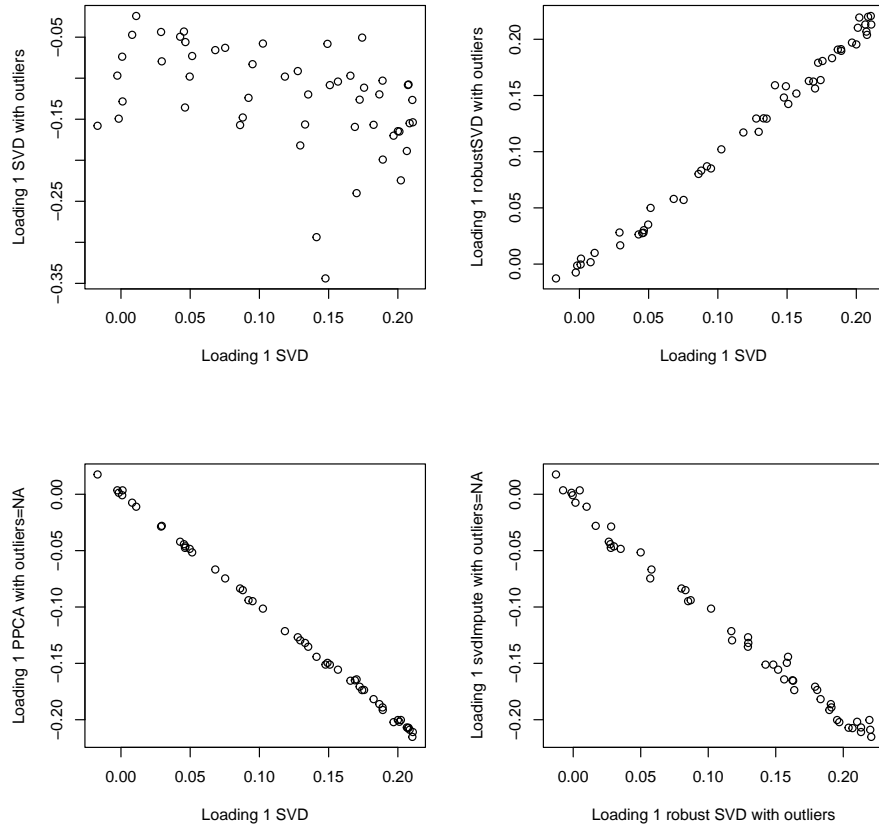 Loading 1 SVD with outliers
−0.05
−0.15
−0.25
−0.35
0.00 0.05 0.10 0.15 0.20
Loading 1 SVD
Loading 1 robustSVD with outliers
0.20
0.15
0.10
0.05
0.00
0.00 0.05 0.10 0.15 0.20
Loading 1 SVD
Loading 1 PPCA with outliers=NA
0.00
−0.05
−0.10
−0.15
−0.20
0.00 0.05 0.10 0.15 0.20
Loading 1 SVD
Loading 1 svdImpute with outliers=NA
0.00
−0.05
−0.10
−0.15
−0.20
0.00 0.05 0.10 0.15 0.20
Loading 1 robust SVD with outliers